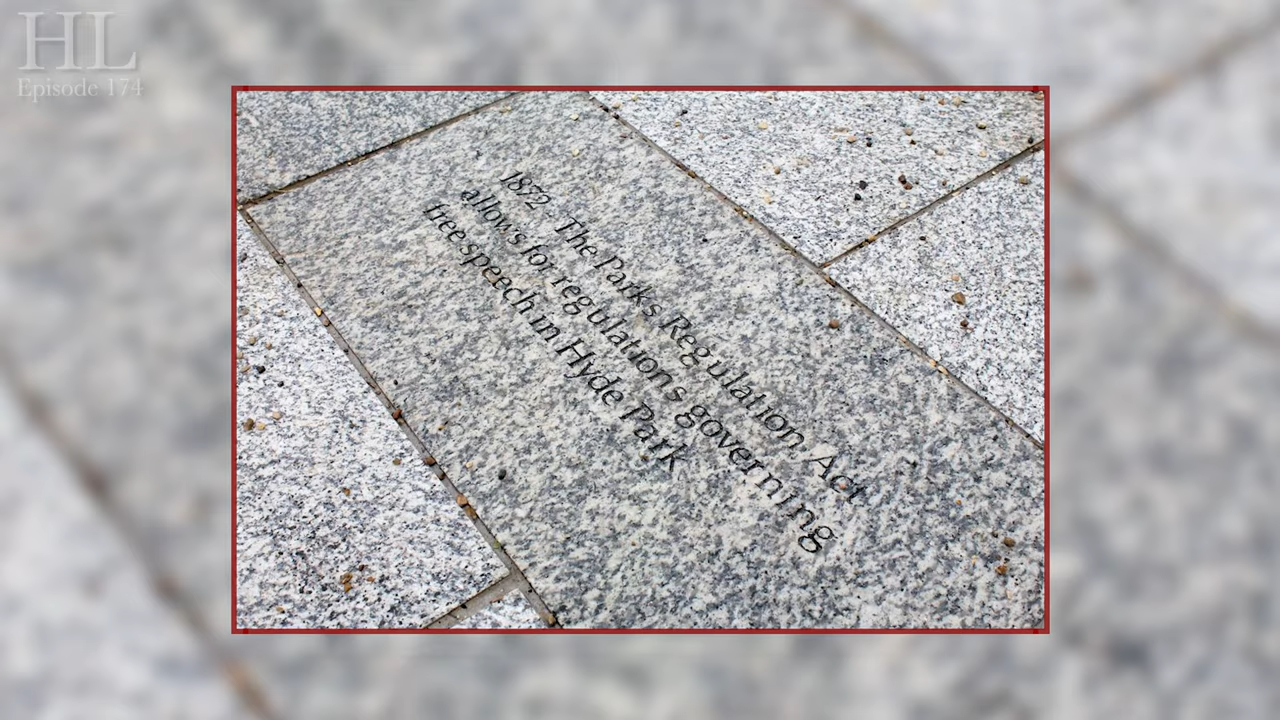 HL
Episode 174
1872 - The Parks Regulation Act
allows for regulations governing
free speech in Hyde Park